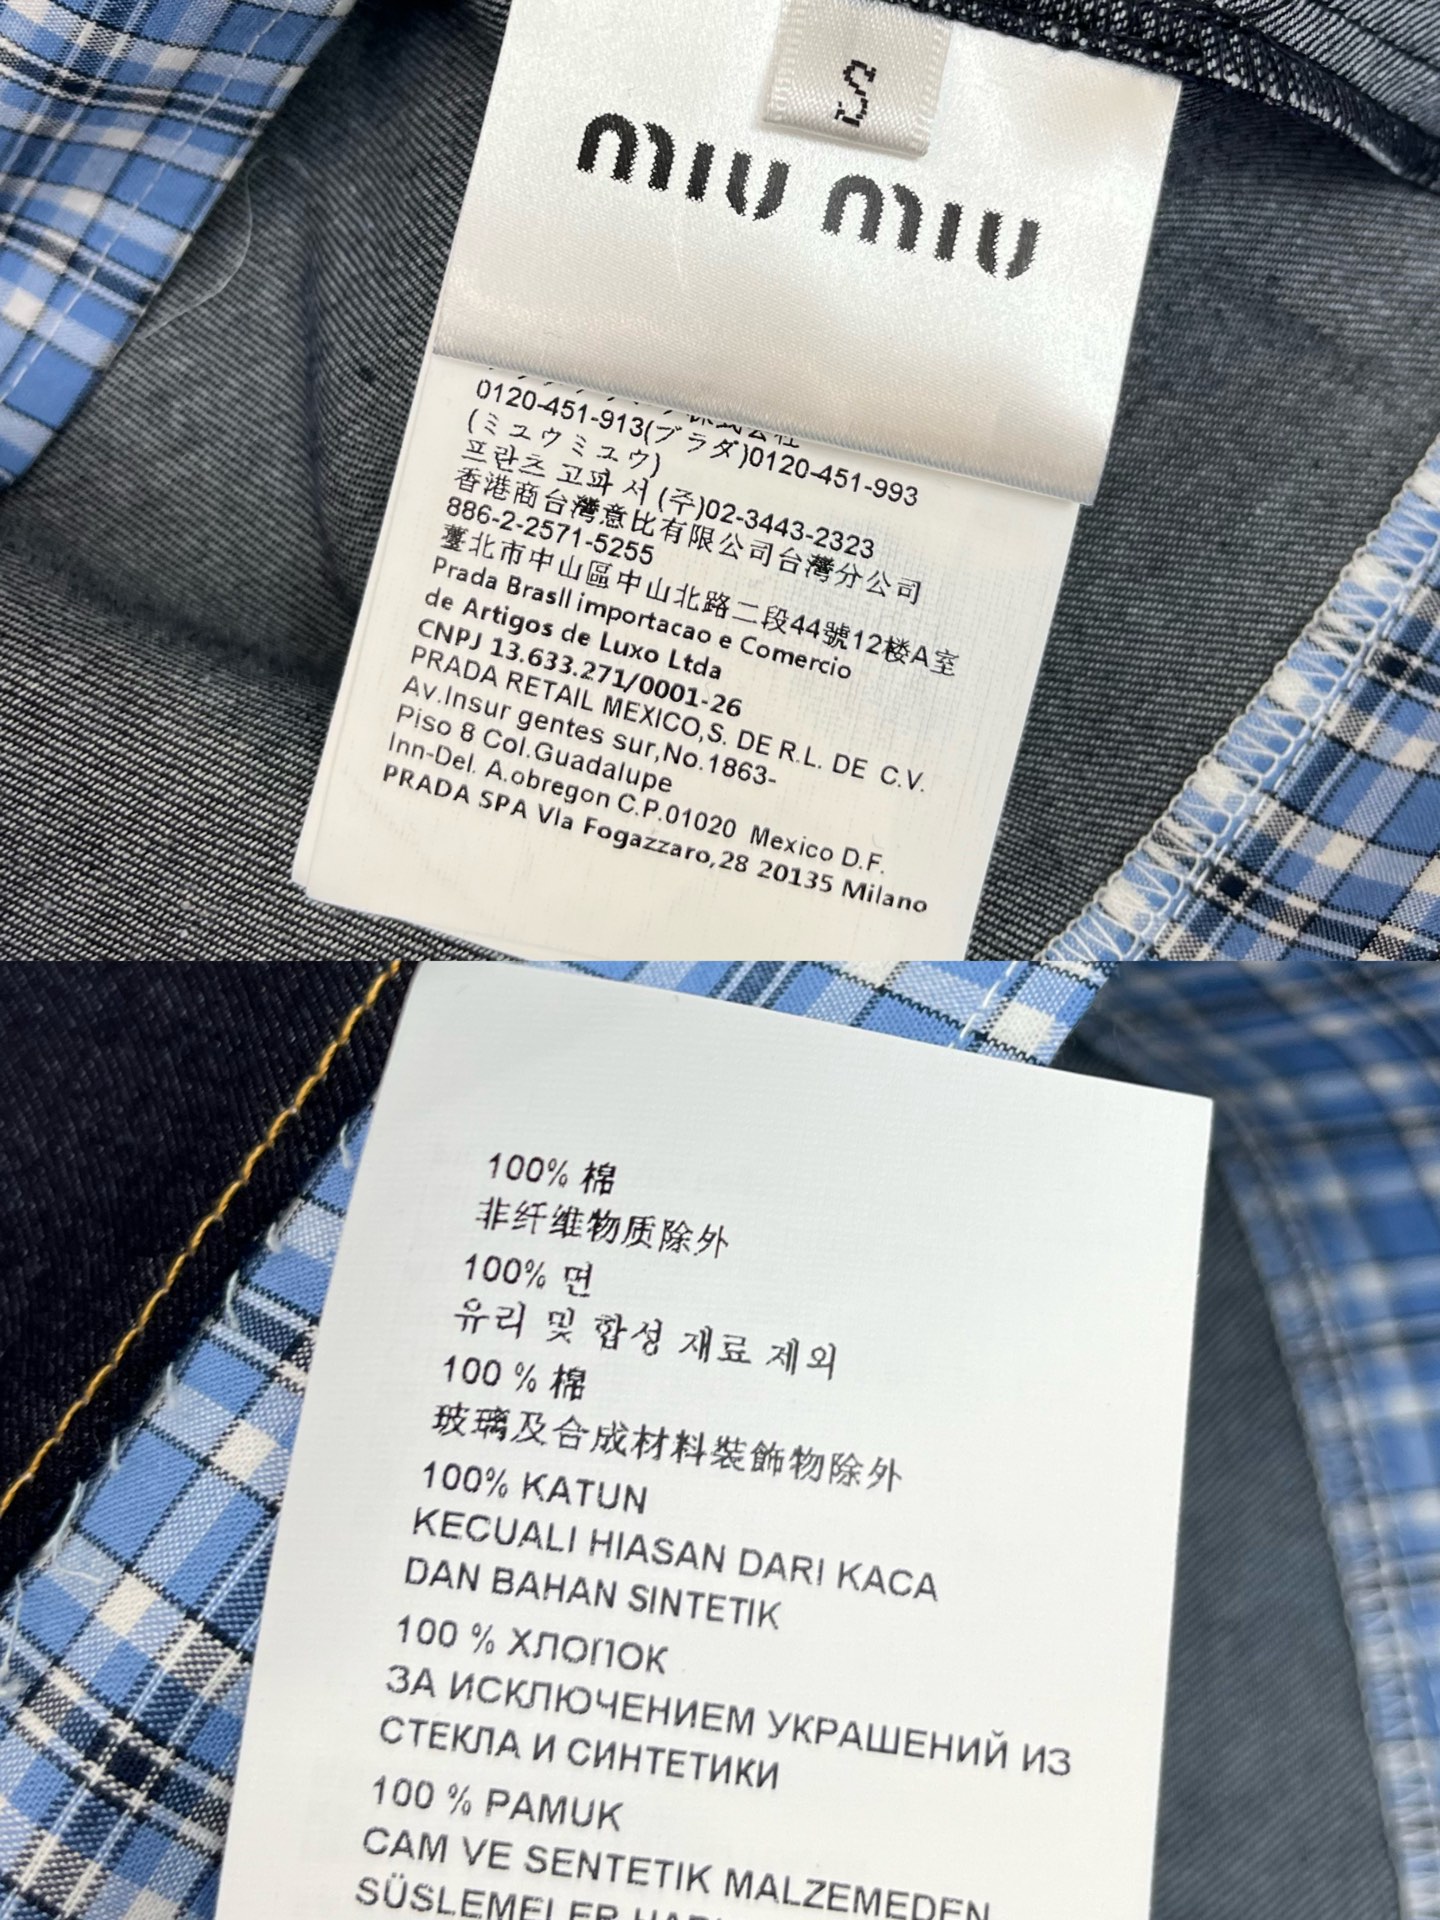 S
miu miu
0120-451-913(プラダ)0120-451-993
(ミュウミュウ)
프란츠 고파 서 (주)02-3443-2323
香港商台灣意比有限公司台灣分公司
886-2-2571-5255
臺北市中山區中山北路二段44號12楼A室
Prada Brasil importacao e Comercio
de Artigos de Luxo Ltda
CNPJ 13.633.271/0001-26
PRADA RETAIL MEXICO,S. DE R.L. DE C.V.
Av.Insur gentes sur,No.1863-
Piso 8 Col.Guadalupe
Inn-Del. A.obregon C.P.01020 Mexico D.F.
PRADA SPA VIa Fogazzaro,28 20135 Milano
100% 棉
非纤维物质除外
100% 면
유리 및 합성 재료 제외
100 % 棉
玻璃及合成材料裝飾物除外
100% KATUN
KECUALI HIASAN DARI KACA
DAN BAHAN SINTETIK
100 % ХЛОПОК
ЗА ИСКЛЮЧЕНИЕМ УКРАШЕНИЙ ИЗ
СТЕКЛА И СИНТЕТИКИ
100 % PAMUK
CAM VE SENTETIK MALZEMEDEN
SÜSLEMELER